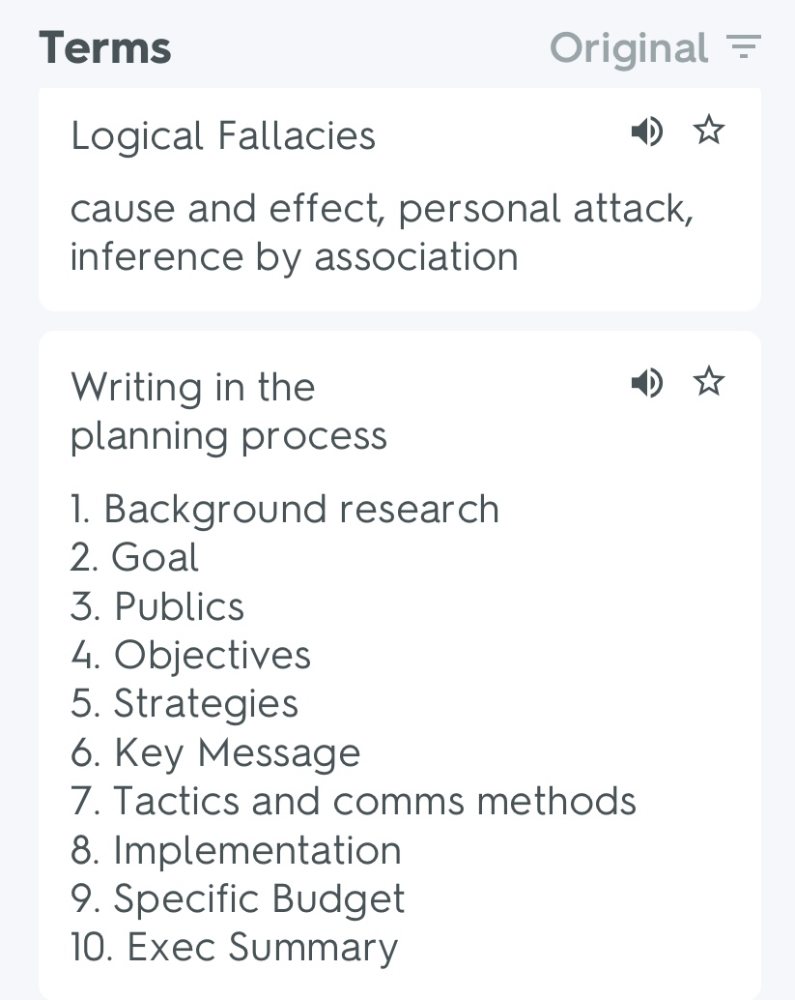 Terms
Original
Logical Fallacies
cause and effect, personal attack,
inference by association
Writing in the
planning process
1. Background research
2. Goal
3. Publics
4. Objectives
5. Strategies
6. Key Message
7. Tactics and comms methods
8. Implementation
9. Specific Budget
10. Exec Summary